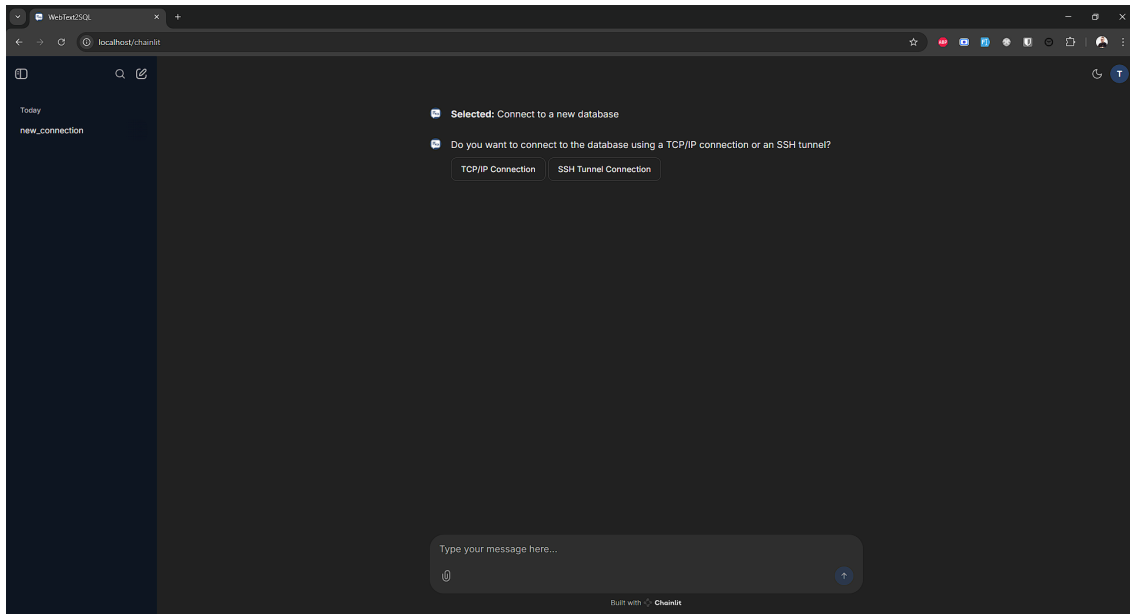 WebText2SQL
localhost/chainlit
ABP
T
Today
new_connection
Selected: Connect to a new database
Do you want to connect to the database using a TCP/IP connection or an SSH tunnel?
TCP/IP Connection
SSH Tunnel Connection
Type your message here...
Built with Chainlit